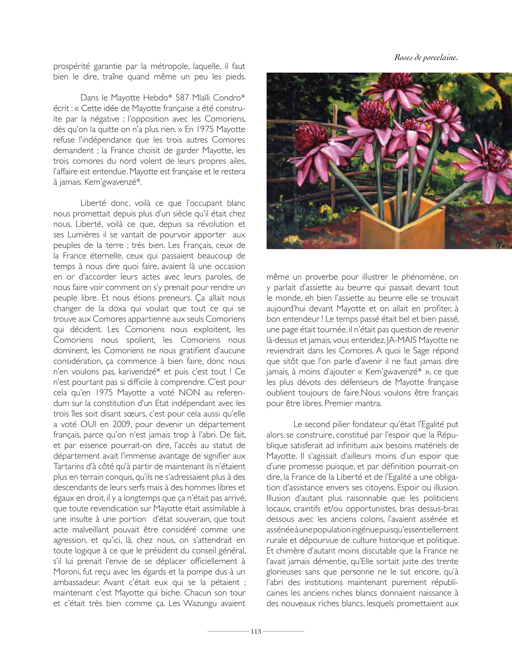 prospérité garantie par la métropole, laquelle, il faut
bien le dire, traîne quand même un peu les pieds.
Dans le Mayotte Hebdo* 587 Mlaïli Condro*
écrit : « Cette idée de Mayotte française a été constru-
ite par la négative ; l'opposition avec les Comoriens,
dès qu'on la quitte on n'a plus rien. » En 1975 Mayotte
refuse l'indépendance que les trois autres Comores
demandent ; la France choisit de garder Mayotte, les
trois comores du nord volent de leurs propres ailes,
l'affaire est entendue. Mayotte est française et le restera
à jamais. Kem'gwavenzé*.
Liberté donc, voilà ce que l'occupant blanc
nous promettait depuis plus d'un siècle qu'il était chez
nous. Liberté, voilà ce que, depuis sa révolution et
ses Lumières il se vantait de pourvoir apporter aux
peuples de la terre ; très bien. Les Français, ceux de
la France éternelle, ceux qui passaient beaucoup de
temps à nous dire quoi faire, avaient là une occasion
en or d'accorder leurs actes avec leurs paroles, de
nous faire voir comment on s'y prenait pour rendre un
peuple libre. Et nous étions preneurs. Ça allait nous
changer de la doxa qui voulait que tout ce qui se
trouve aux Comores appartienne aux seuls Comoriens
qui décident. Les Comoriens nous exploitent, les
Comoriens nous spolient, les Comoriens nous
dominent, les Comoriens ne nous gratifient d'aucune
considération, ça commence à bien faire, donc nous
n'en voulons pas, karivendzé* et puis c'est tout ! Ce
n'est pourtant pas si difficile à comprendre. C'est pour
cela qu'en 1975 Mayotte a voté NON au referen-
dum sur la constitution d'un Etat indépendant avec les
trois îles soit disant sœurs, c'est pour cela aussi qu'elle
a voté OUI en 2009, pour devenir un département
français, parce qu'on n'est jamais trop à l'abri. De fait,
et par essence pourrait-on dire, l'accès au statut de
département avait l'immense avantage de signifier aux
Tartarins d'à côté qu'à partir de maintenant ils n'étaient
plus en terrain conquis, qu'ils ne s'adressaient plus à des
descendants de leurs serfs mais à des hommes libres et
égaux en droit, il y a longtemps que ça n'était pas arrivé,
que toute revendication sur Mayotte était assimilable à
une insulte à une portion d'état souverain, que tout
acte malveillant pouvait être considéré comme une
agression, et qu'ici, là, chez nous, on s'attendrait en
toute logique à ce que le président du conseil général,
s'il lui prenait l'envie de se déplacer officiellement à
Moroni, fut reçu avec les égards et la pompe dus à un
ambassadeur. Avant c'était eux qui se la pétaient ;
maintenant c'est Mayotte qui biche. Chacun son tour
et c'était très bien comme ça. Les Wazungu avaient
Roses de porcelaine.
même un proverbe pour illustrer le phénomène, on
y parlait d'assiette au beurre qui passait devant tout
le monde, eh bien l'assiette au beurre elle se trouvait
aujourd'hui devant Mayotte et on allait en profiter, à
bon entendeur ! Le temps passé était bel et bien passé,
une page était tournée, il n'était pas question de revenir
là-dessus et jamais, vous entendez, JA-MAIS Mayotte ne
reviendrait dans les Comores. A quoi le Sage répond
que sitôt que l'on parle d'avenir il ne faut jamais dire
jamais, à moins d'ajouter « Kem'gwavenzé* », ce que
les plus dévots des défenseurs de Mayotte française
oublient toujours de faire.Nous voulons être français
pour être libres. Premier mantra.
Le second pilier fondateur qu'était l'Egalité put
alors se construire, constitué par l'espoir que la Répu-
blique satisferait ad infinitum aux besoins matériels de
Mayotte. Il s'agissait d'ailleurs moins d'un espoir que
d'une promesse puisque, et par définition pourrait-on
dire, la France de la Liberté et de l'Egalité a une obliga-
tion d'assistance envers ses citoyens. Espoir ou illusion.
Illusion d'autant plus raisonnable que les politiciens
locaux, craintifs et/ou opportunistes, bras dessus-bras
dessous avec les anciens colons, l'avaient assénée et
assénée à une population ingénue puisqu'essentiellement
rurale et dépourvue de culture historique et politique.
Et chimère d'autant moins discutable que la France ne
l'avait jamais démentie, qu'Elle sortait juste des trente
glorieuses sans que personne ne le sut encore, qu'à
l'abri des institutions maintenant purement républi-
caines les anciens riches blancs donnaient naissance à
des nouveaux riches blancs, lesquels promettaient aux
113